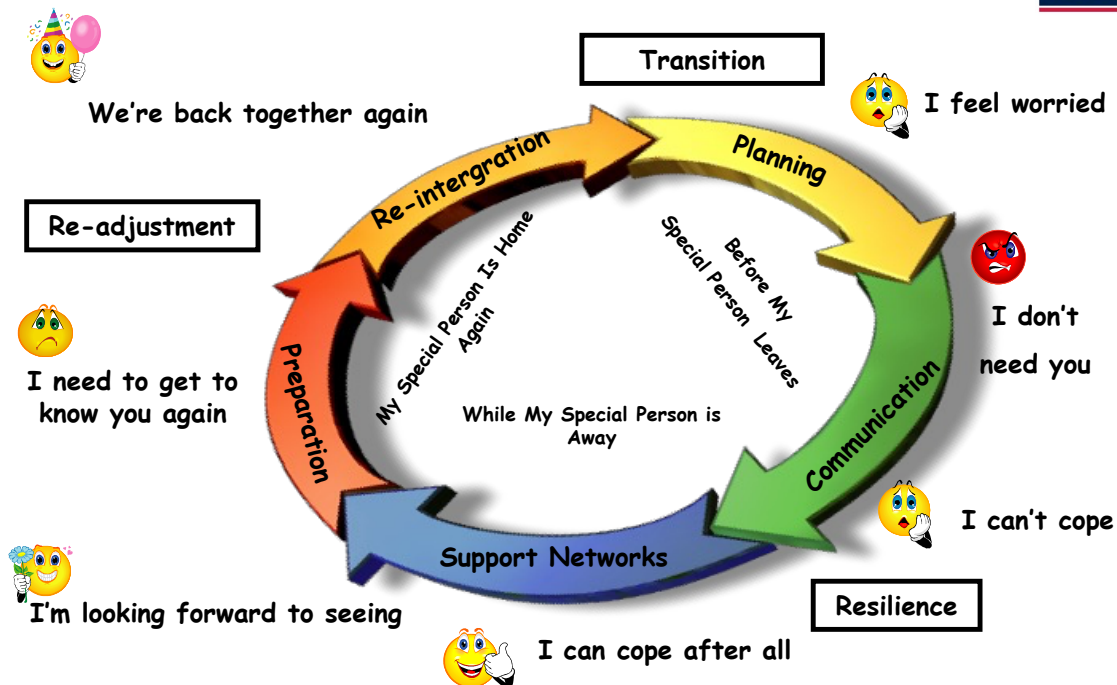 Transition
I feel worried
We're back together again
Re-intergration
Planning
Re-adjustment
My Special Person Is Home
Again
Before My
Special Person Leaves
I don't
need you
I need to get to
know you again
Preparation
While My Special Person is
Away
Communication
I can't cope
Support Networks
I'm looking forward to seeing
Resilience
I can cope after all